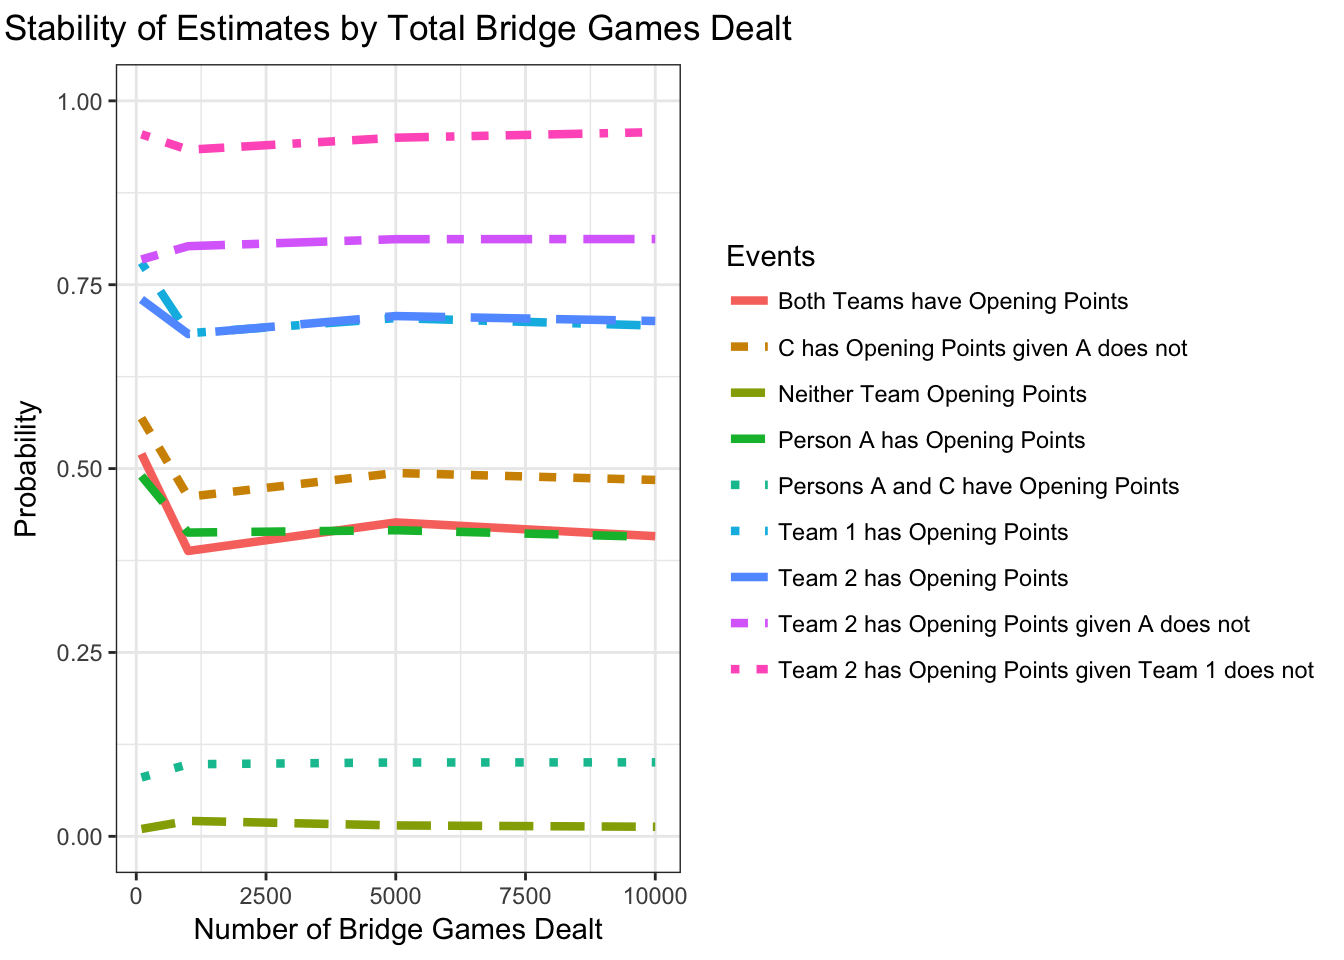 Stability of Estimates by Total Bridge Games Dealt
1.00
0.75
0.50
0.25
0.00
Probability
0 2500 5000 7500 10000
Number of Bridge Games Dealt
Events
Both Teams have Opening Points
C has Opening Points given A does not
Neither Team Opening Points
Person A has Opening Points
Persons A and C have Opening Points
Team 1 has Opening Points
Team 2 has Opening Points
Team 2 has Opening Points given A does not
Team 2 has Opening Points given Team 1 does not